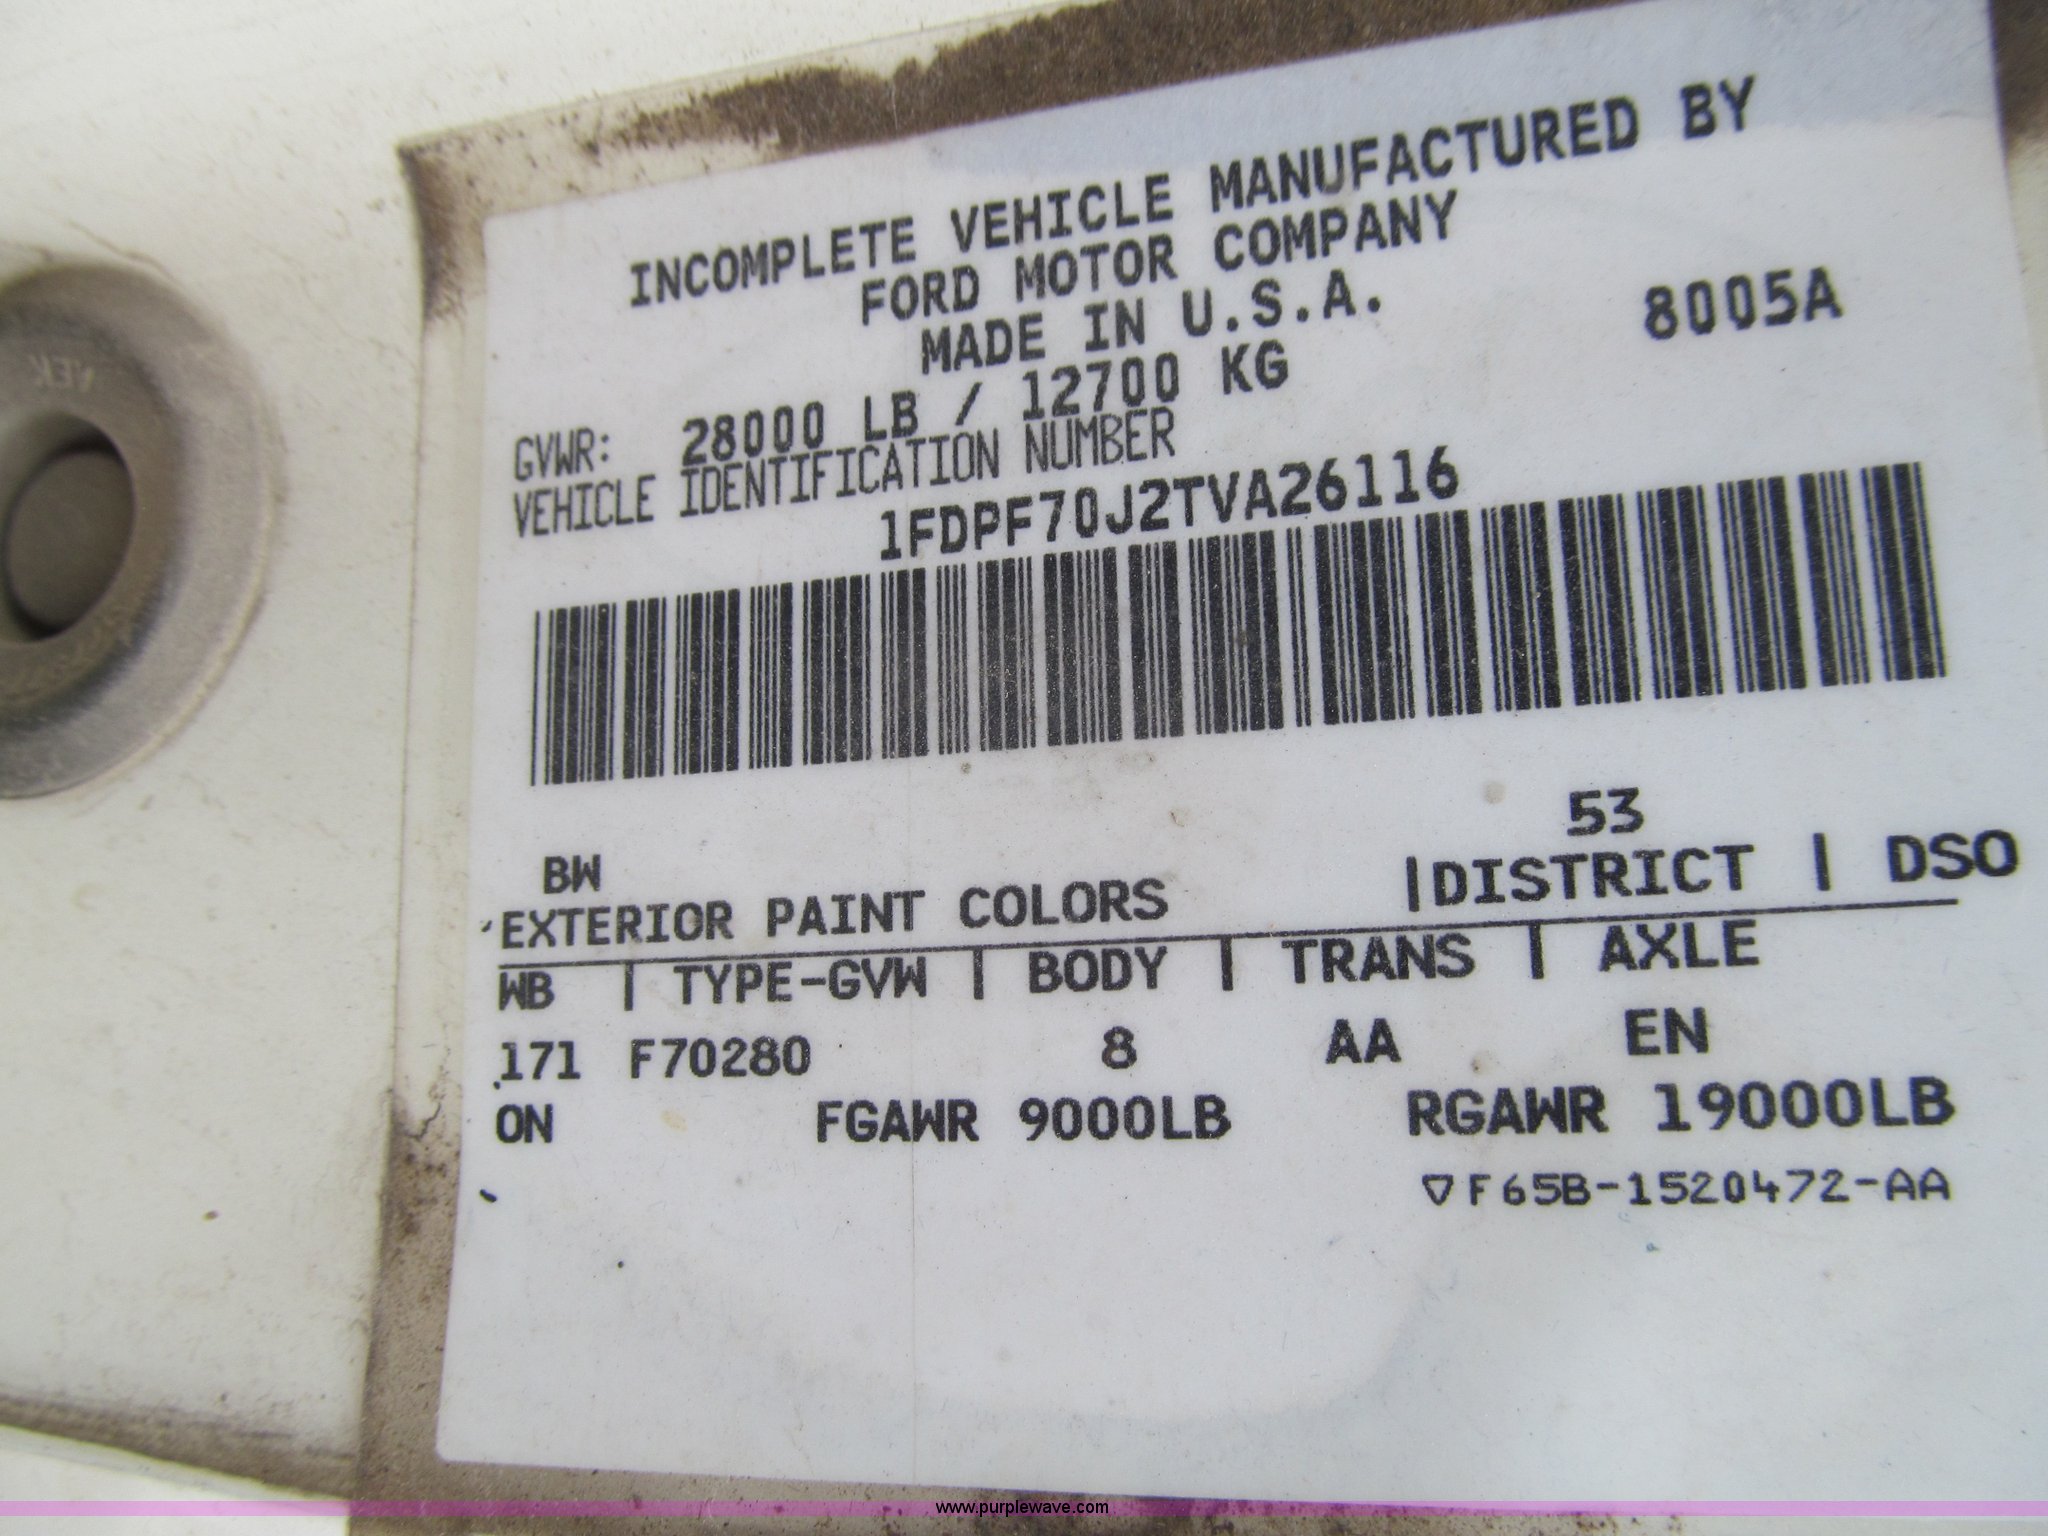 INCOMPLETE VEHICLE MANUFACTURED BY
FORD MOTOR COMPANY
MADE IN U.S.A.
8005A
GVWR: 28000 LB / 12700 KG
VEHICLE IDENTIFICATION NUMBER
1FDPF70J2TVA26116
53
BW
EXTERIOR PAINT COLORS |DISTRICT | DSO
WB | TYPE-GVW | BODY | TRANS | AXLE
171 F70280 8 AA EN
ON FGAWR 9000LB RGAWR 19000LB
▽F65B-1520472-AA
www.purplewave.com